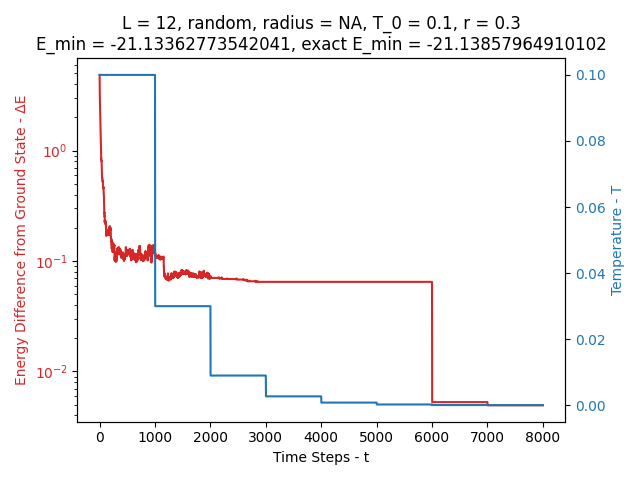 L = 12, random, radius = NA, T_0 = 0.1, r = 0.3
E_min = -21.13362773542041, exact E_min = -21.13857964910102
Energy Difference from Ground State - ΔE
10⁰
10⁻¹
10⁻²
0.10
0.08
0.06
0.04
0.02
0.00
Temperature - T
0 1000 2000 3000 4000 5000 6000 7000 8000
Time Steps - t